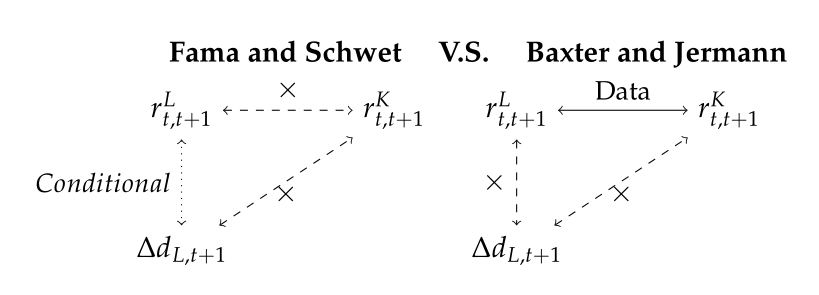 Fama and Schwet V.S. Baxter and Jermann
× Data
r^L_{t,t+1} r^K_{t,t+1} r^L_{t,t+1} r^K_{t,t+1}
Conditional × × ×
Δd_{L,t+1} Δd_{L,t+1}